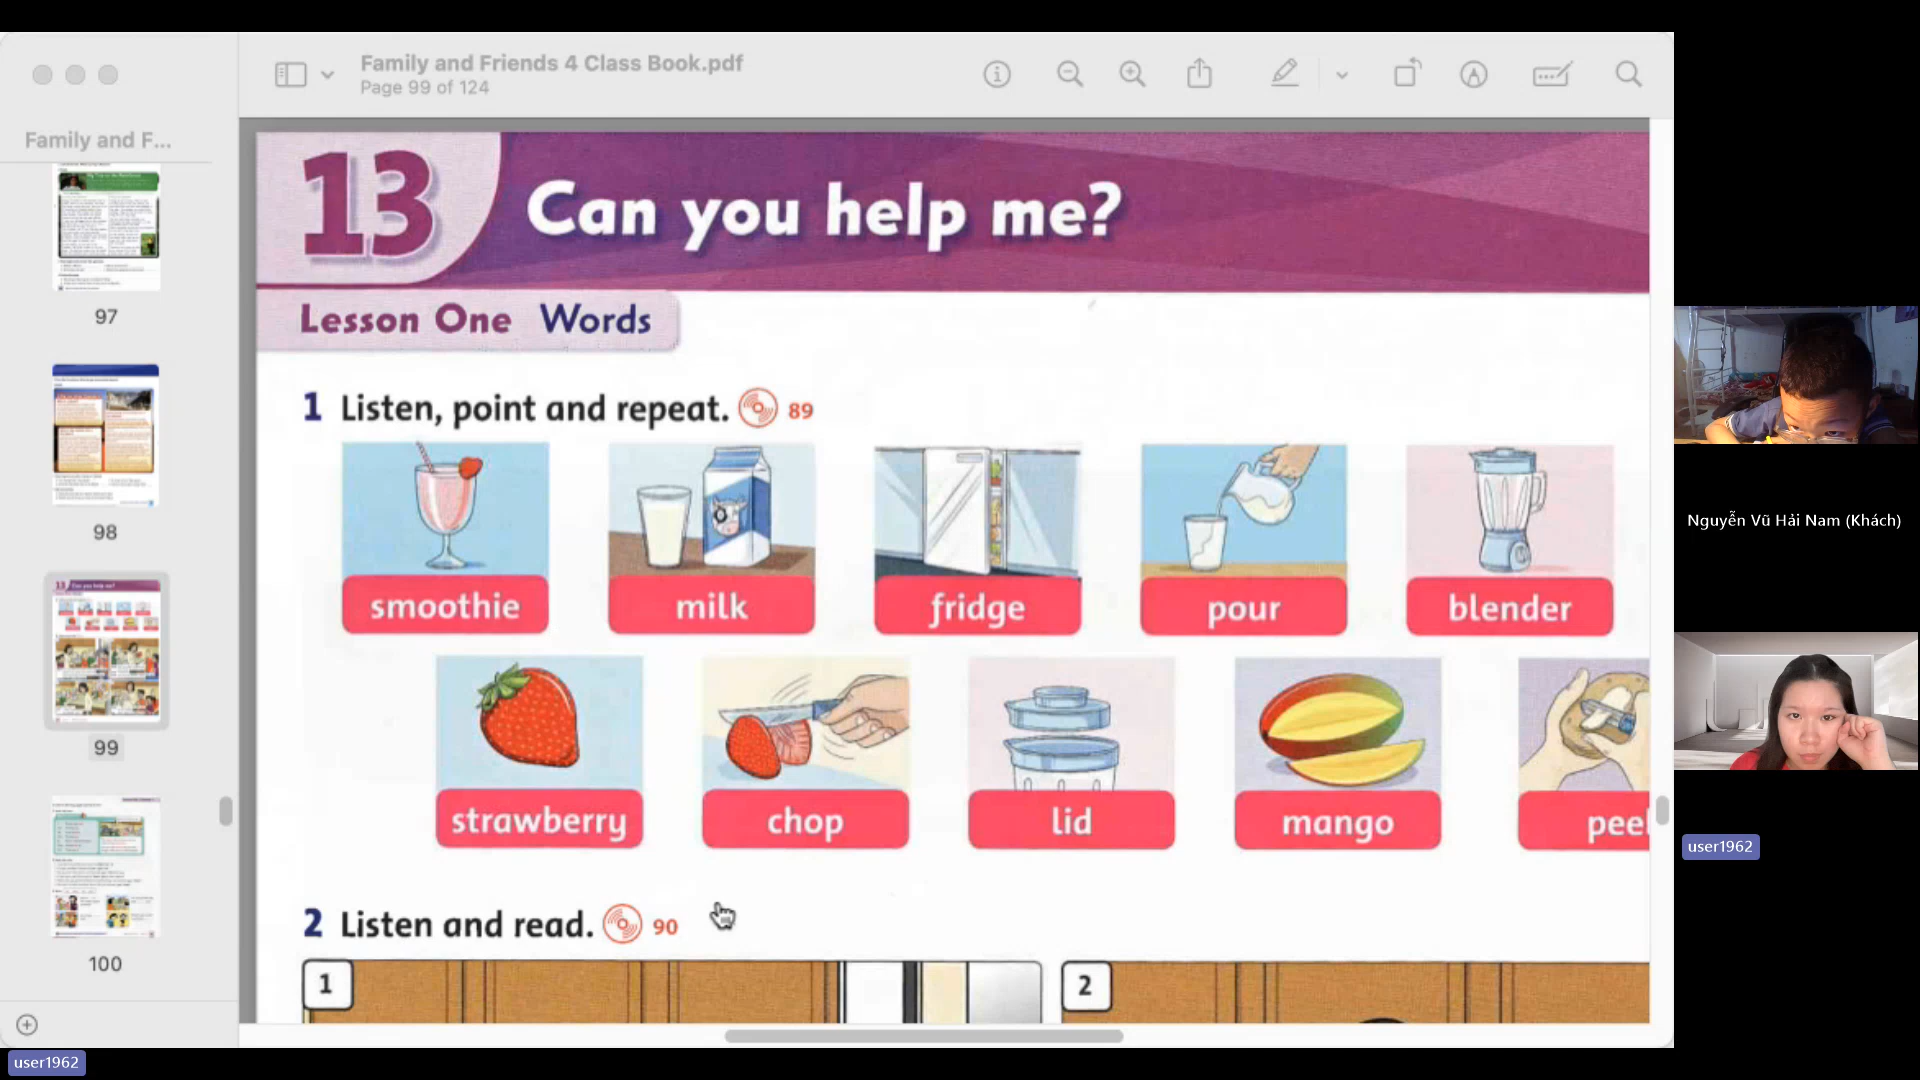 Family and Friends 4 Class Book.pdf
Page 99 of 124
Family and F...
97
98
99
100
13
Can you help me?
Lesson One Words
1 Listen, point and repeat. 89
smoothie
milk
fridge
pour
blender
strawberry
chop
lid
mango
peel
2 Listen and read. 90
1
2
Nguyễn Vũ Hải Nam (Khách)
user1962
user1962